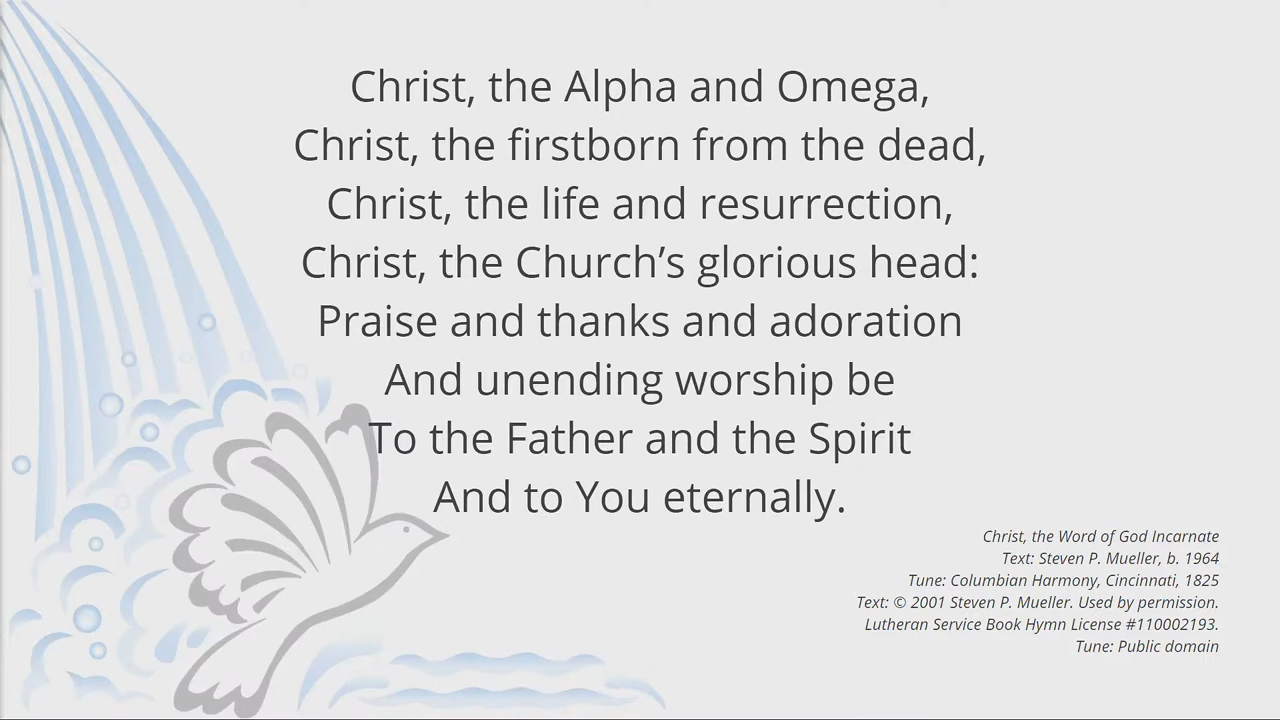 Christ, the Alpha and Omega,
Christ, the firstborn from the dead,
Christ, the life and resurrection,
Christ, the Church’s glorious head:
Praise and thanks and adoration
And unending worship be
To the Father and the Spirit
And to You eternally.
Christ, the Word of God Incarnate
Text: Steven P. Mueller, b. 1964
Tune: Columbian Harmony, Cincinnati, 1825
Text: © 2001 Steven P. Mueller. Used by permission.
Lutheran Service Book Hymn License #110002193.
Tune: Public domain